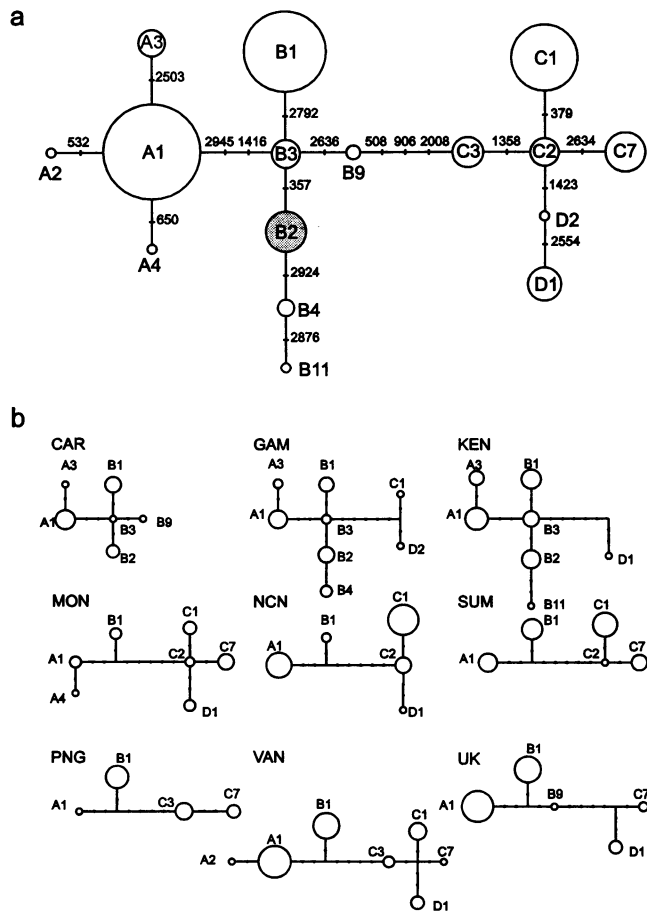 a
A3
B1
C1
2503
2792
379
532
2945 1416
2636
508 906 2008
1358
2634
A2
A1
B3
B9
C3
C2
C7
650
357
1423
A4
B2
D2
2924
2554
B4
D1
2876
B11
b
CAR
A3
B1
A1
B3
B9
B2
GAM
A3
B1
C1
A1
B3
B2
D2
B4
KEN
A3
B1
A1
B3
B2
D1
B11
MON
B1
C1
A1
C2
C7
A4
D1
NCN
C1
B1
A1
C2
D1
SUM
B1
C1
A1
C2
C7
PNG
B1
A1
C3
C7
VAN
B1
C1
A1
A2
C3
C7
D1
UK
B1
A1
B9
C7
D1